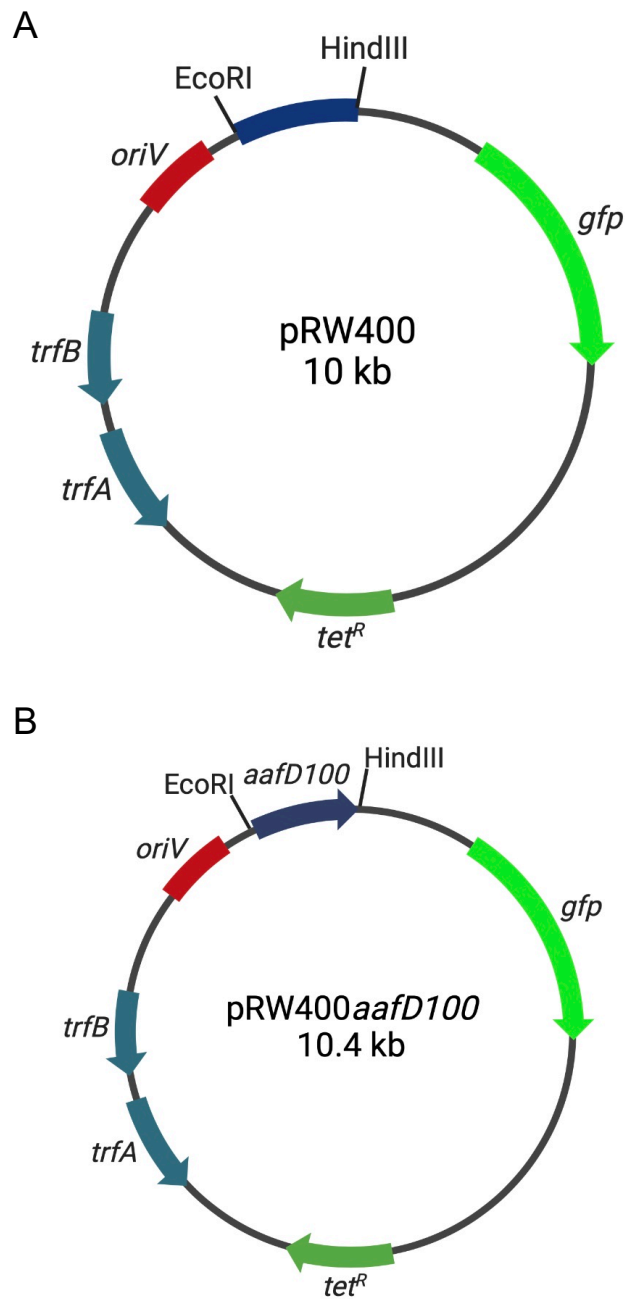 A
HindIII
EcoRI
oriV
gfp
pRW400
10 kb
trfB
trfA
tetR
B
aafD100
HindIII
EcoRI
oriV
gfp
pRW400aafD100
10.4 kb
trfB
trfA
tetR